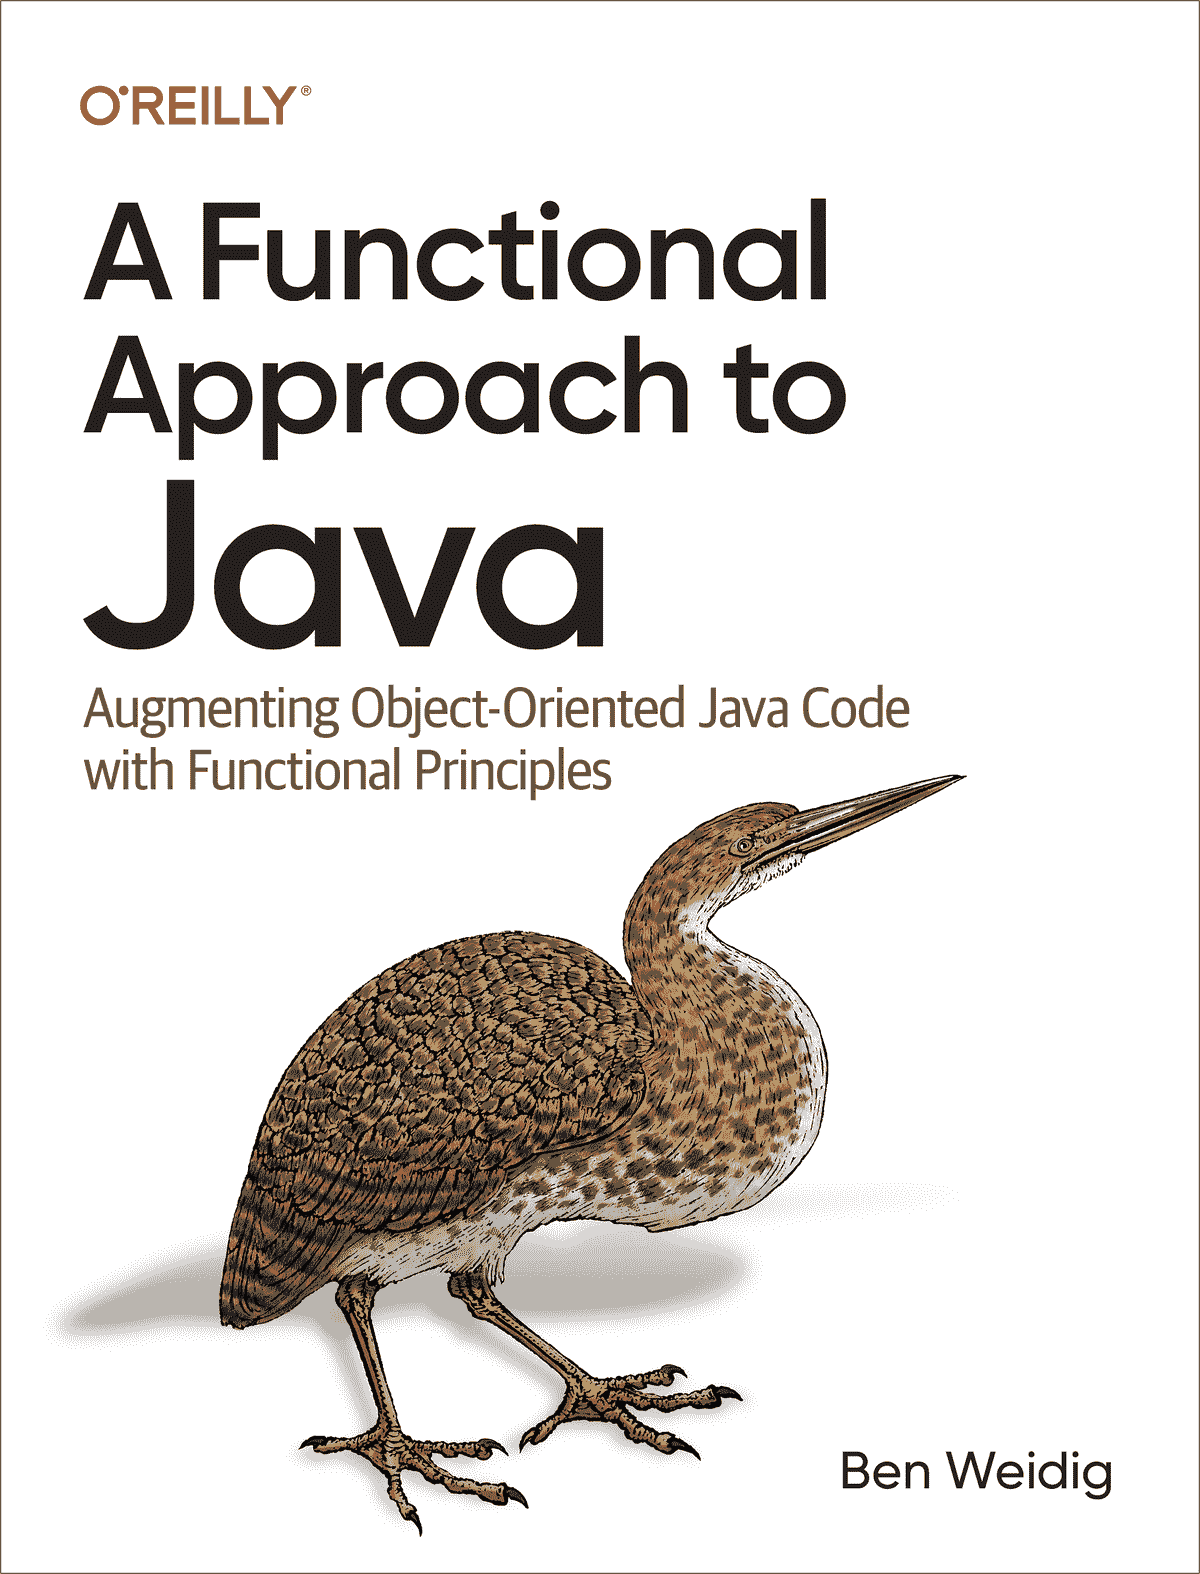 O'REILLY®
A Functional
Approach to
Java
Augmenting Object-Oriented Java Code
with Functional Principles
Ben Weidig